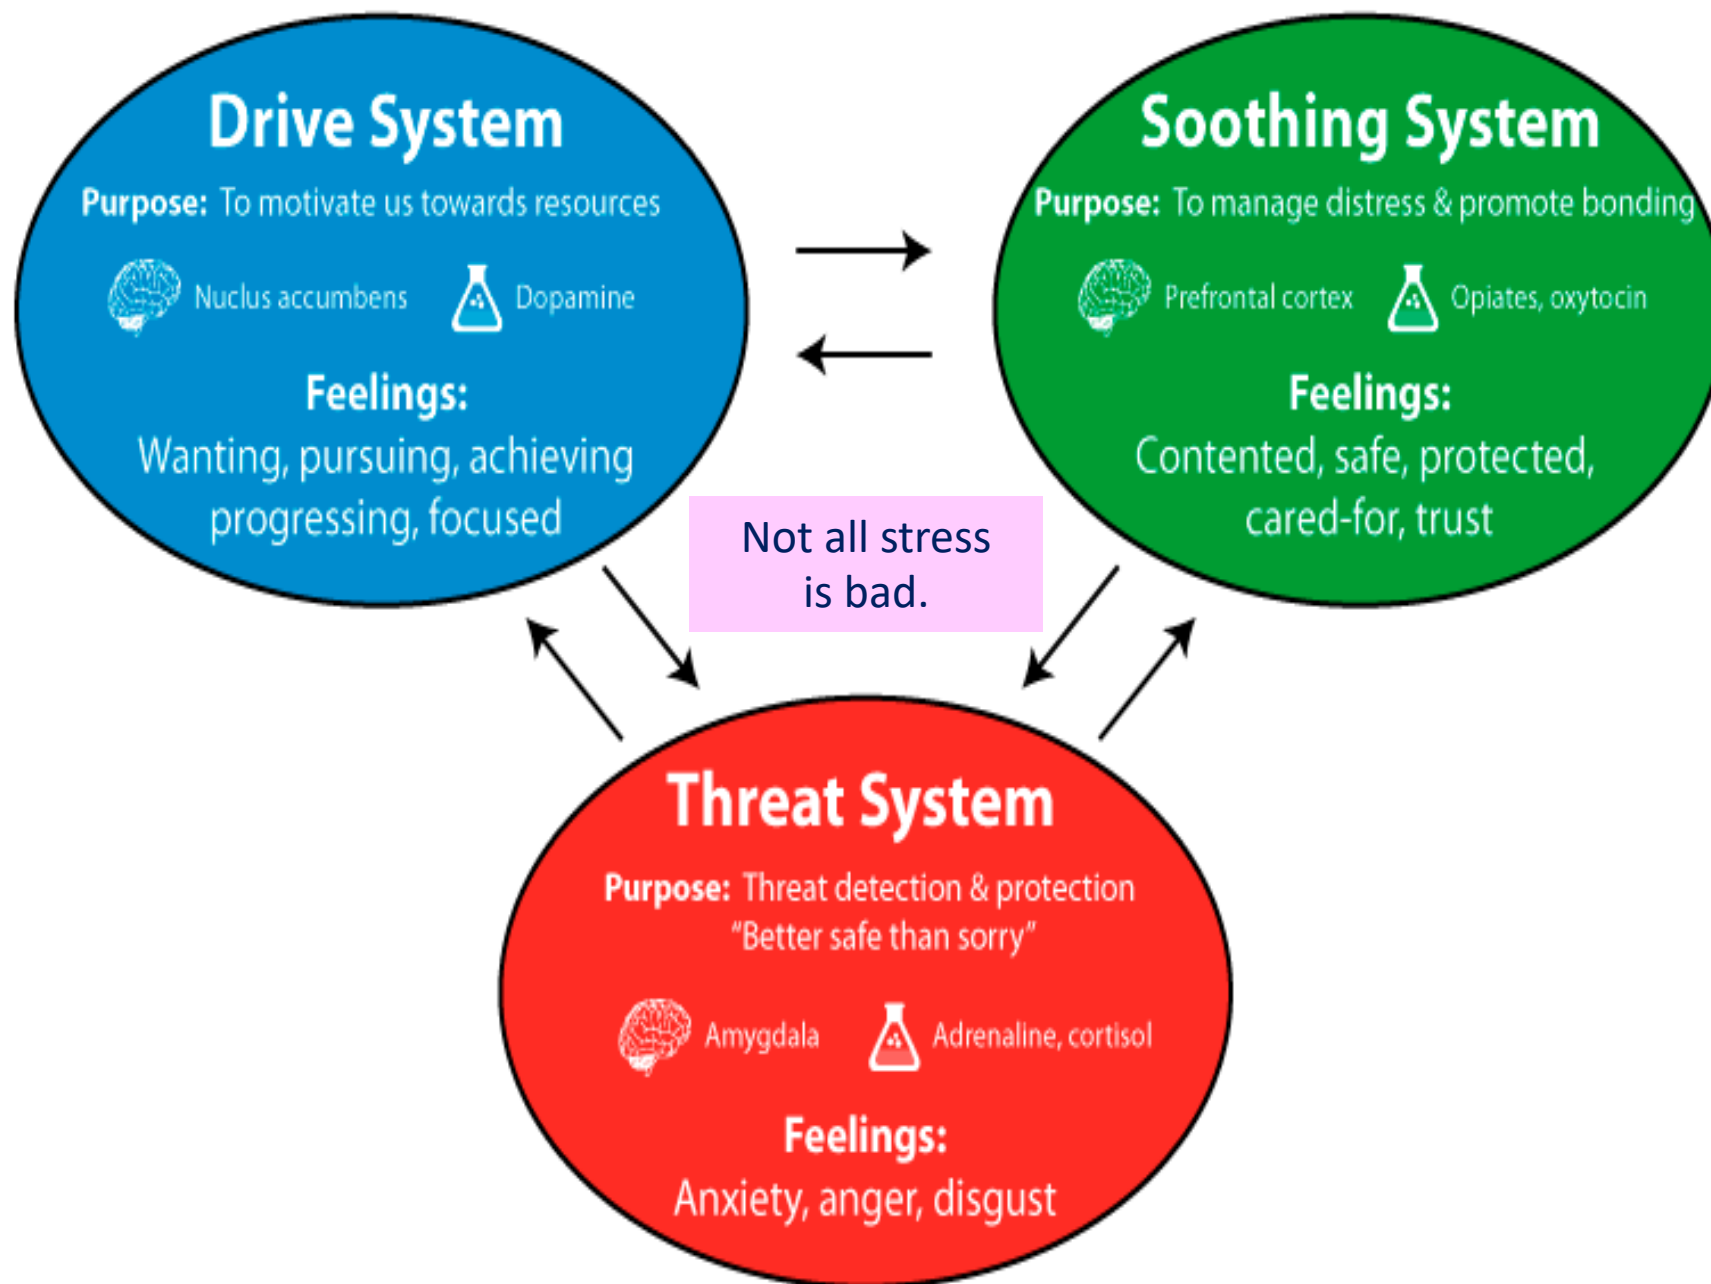 Drive System
Purpose: To motivate us towards resources
Nuclus accumbens
Dopamine
Feelings:
Wanting, pursuing, achieving
progressing, focused
Soothing System
Purpose: To manage distress & promote bonding
Prefrontal cortex
Opiates, oxytocin
Feelings:
Contented, safe, protected,
cared-for, trust
Not all stress
is bad.
Threat System
Purpose: Threat detection & protection
“Better safe than sorry”
Amygdala
Adrenaline, cortisol
Feelings:
Anxiety, anger, disgust